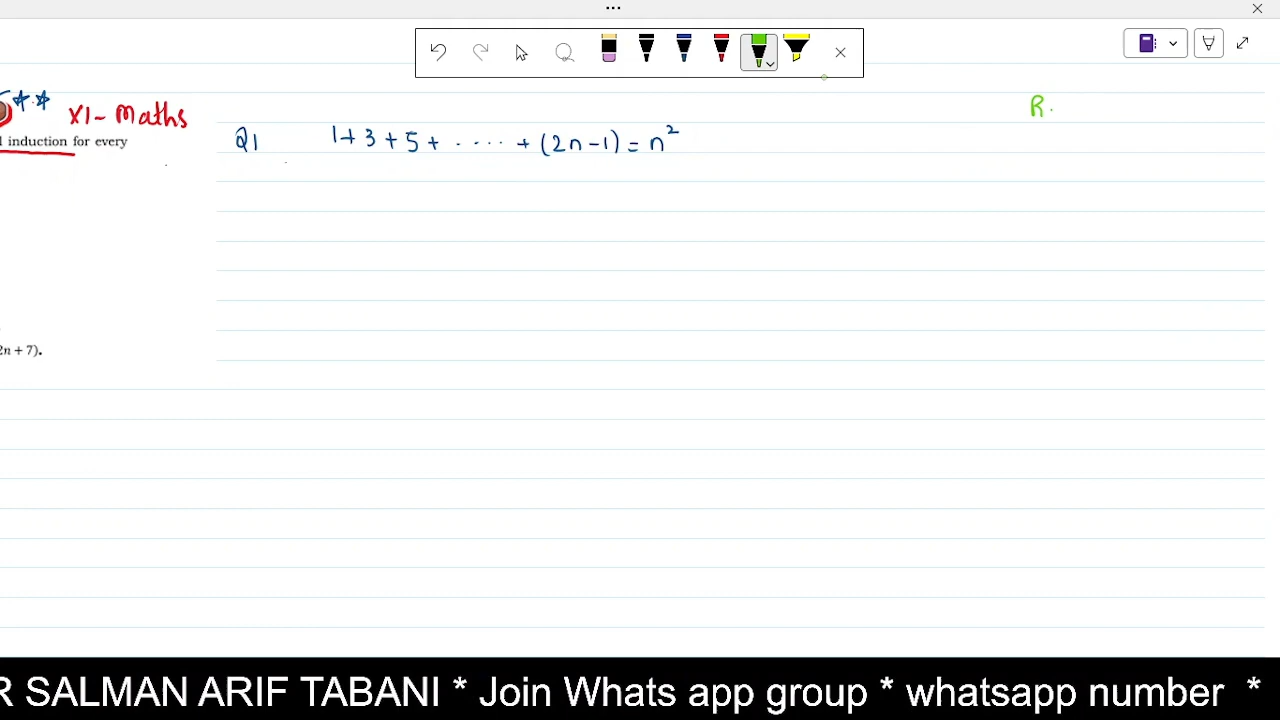 XI- Maths
induction for every
Q1 1+3+5+.....+(2n-1)=n²
R.
2n + 7).
R SALMAN ARIF TABANI * Join Whats app group * whatsapp number *